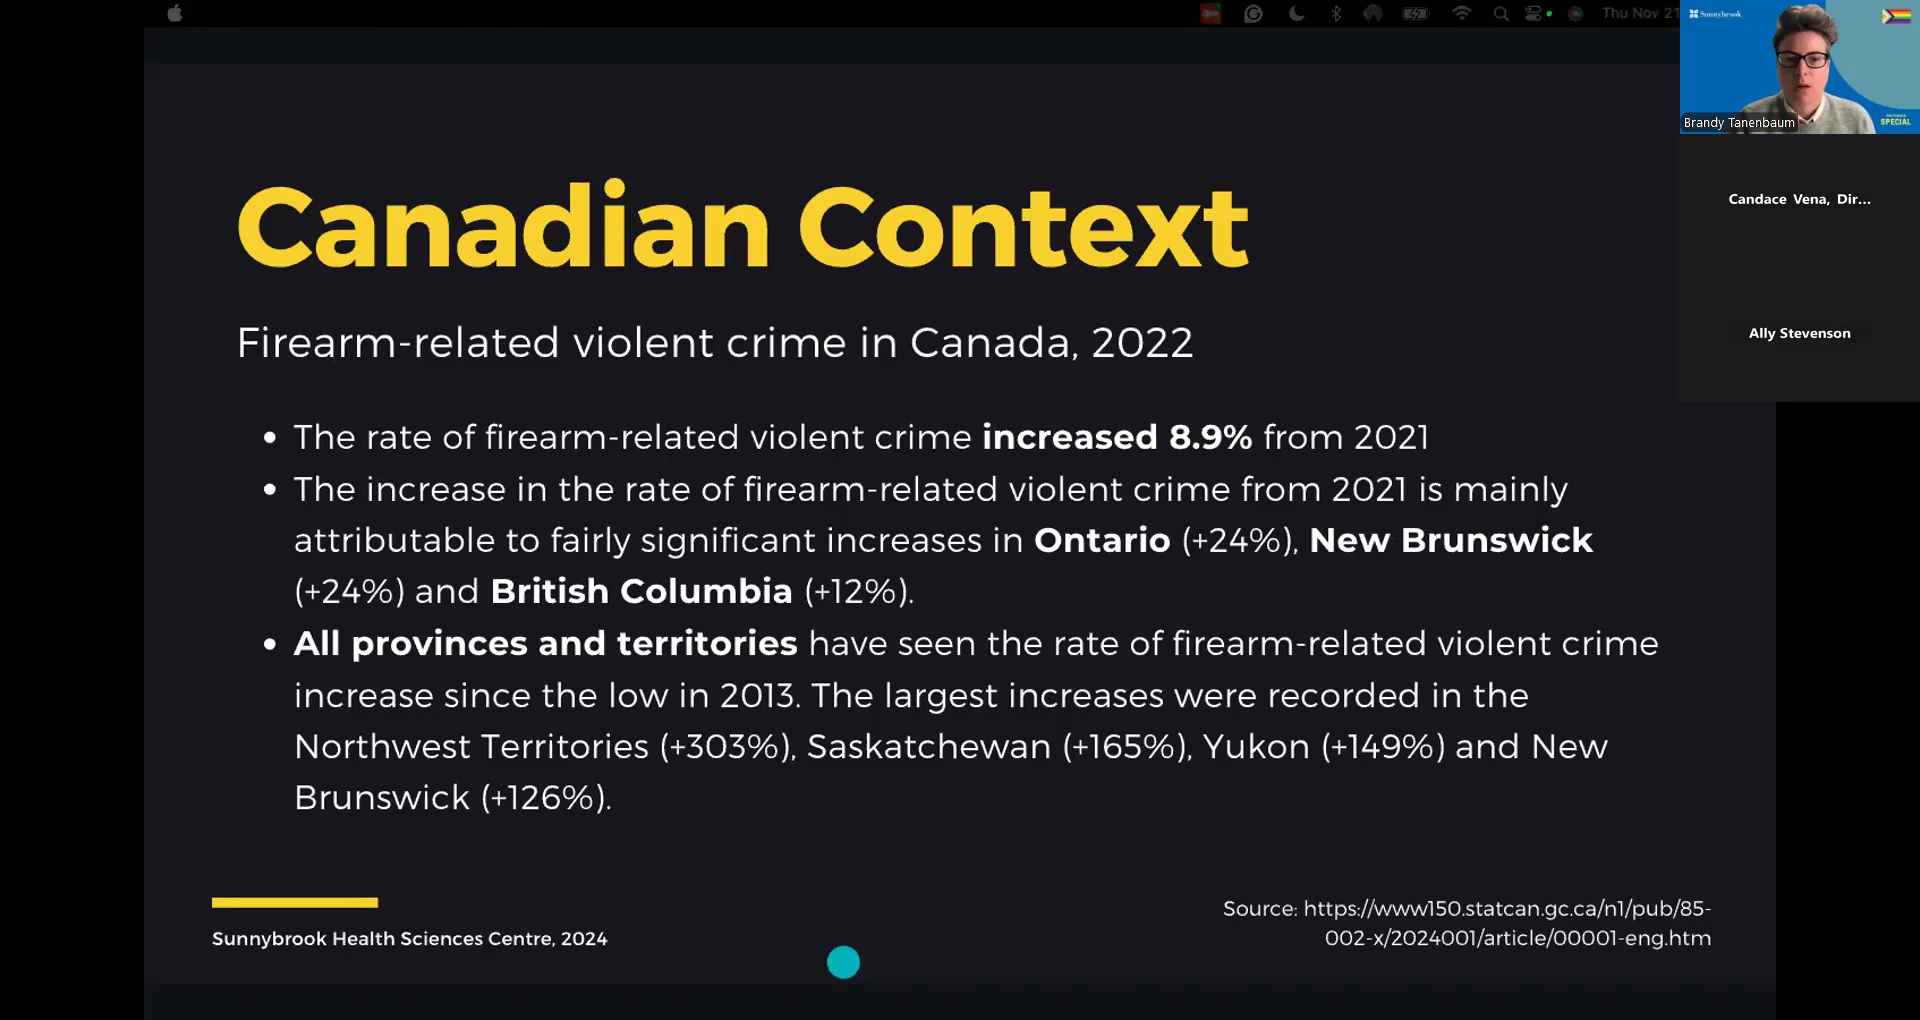 Thu Nov 21
Sunnybrook
SPECIAL
Brandy Tanenbaum
Candace Vena, Dir...
Ally Stevenson
Canadian Context
Firearm-related violent crime in Canada, 2022
• The rate of firearm-related violent crime increased 8.9% from 2021
• The increase in the rate of firearm-related violent crime from 2021 is mainly
attributable to fairly significant increases in Ontario (+24%), New Brunswick
(+24%) and British Columbia (+12%).
• All provinces and territories have seen the rate of firearm-related violent crime
increase since the low in 2013. The largest increases were recorded in the
Northwest Territories (+303%), Saskatchewan (+165%), Yukon (+149%) and New
Brunswick (+126%).
Sunnybrook Health Sciences Centre, 2024
Source: https://www150.statcan.gc.ca/n1/pub/85-
002-x/2024001/article/00001-eng.htm